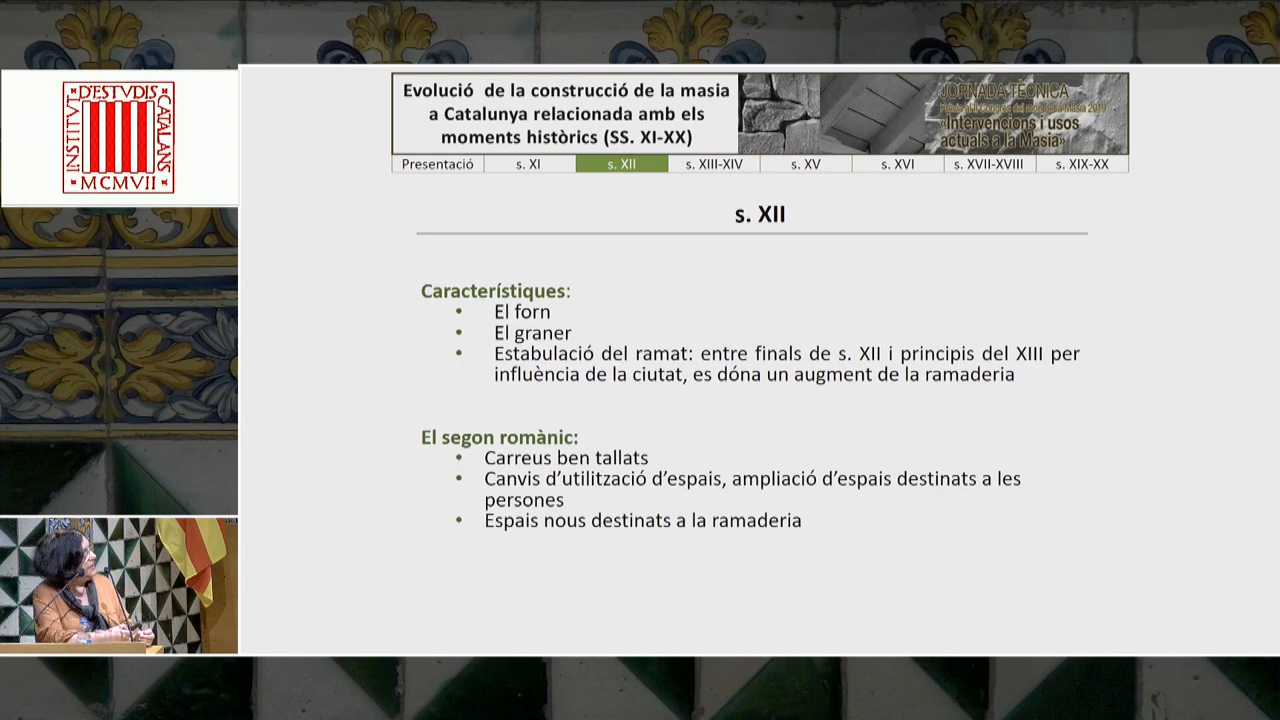 INSTITVT
D'ESTVDIS
CATALANS
MCMVII
Evolució de la construcció de la masia
a Catalunya relacionada amb els
moments històrics (SS. XI-XX)
JORNADA TÈCNICA
«Intervencions i usos
actuals a la Masia»
Presentació s. XI s. XII s. XIII-XIV s. XV s. XVI s. XVII-XVIII s. XIX-XX
s. XII
Característiques:
• El forn
• El graner
• Estabulació del ramat: entre finals de s. XII i principis del XIII per
influència de la ciutat, es dóna un augment de la ramaderia
El segon romànic:
• Carreus ben tallats
• Canvis d'utilització d'espais, ampliació d'espais destinats a les
persones
• Espais nous destinats a la ramaderia